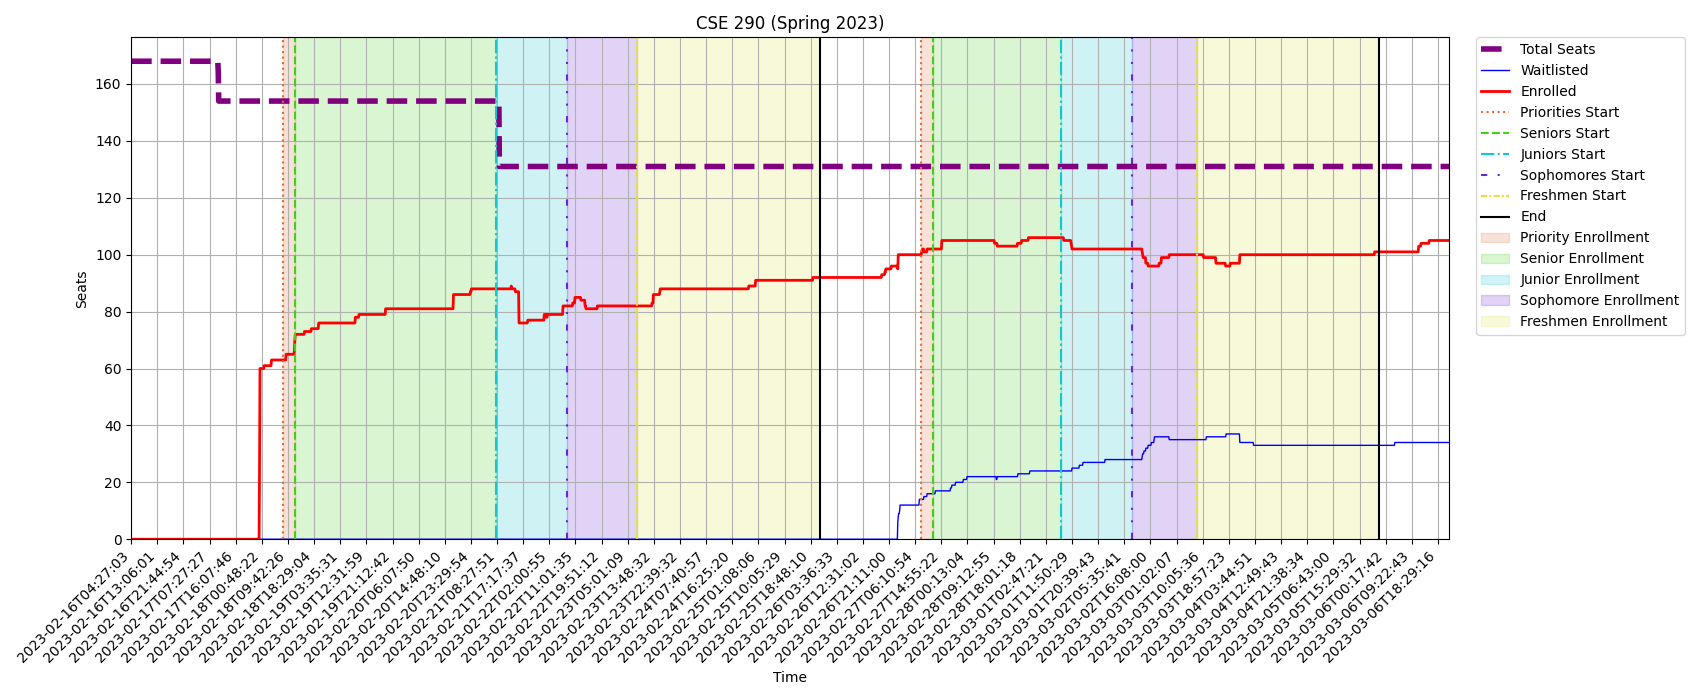 CSE 290 (Spring 2023)
Seats
160
140
120
100
80
60
40
20
0
2023-02-16T04:27:03
2023-02-16T13:06:01
2023-02-16T21:44:54
2023-02-17T07:27:27
2023-02-17T16:07:46
2023-02-18T00:48:22
2023-02-18T09:42:26
2023-02-18T18:29:04
2023-02-19T03:35:31
2023-02-19T12:31:59
2023-02-19T21:12:42
2023-02-20T06:07:50
2023-02-20T14:48:10
2023-02-20T23:29:54
2023-02-21T08:27:51
2023-02-21T17:17:37
2023-02-22T02:00:55
2023-02-22T11:01:35
2023-02-22T19:51:12
2023-02-23T05:01:09
2023-02-23T13:48:32
2023-02-23T22:39:32
2023-02-24T07:40:57
2023-02-24T16:25:20
2023-02-25T01:08:06
2023-02-25T10:05:29
2023-02-25T18:48:10
2023-02-26T03:36:33
2023-02-26T12:31:02
2023-02-26T21:11:00
2023-02-27T06:10:54
2023-02-27T14:55:22
2023-02-28T00:13:04
2023-02-28T09:12:55
2023-02-28T18:01:18
2023-03-01T02:47:21
2023-03-01T11:50:29
2023-03-01T20:39:43
2023-03-02T05:35:41
2023-03-02T16:08:00
2023-03-03T01:02:07
2023-03-03T10:05:36
2023-03-03T18:57:23
2023-03-04T03:44:51
2023-03-04T12:49:43
2023-03-04T21:38:34
2023-03-05T06:43:00
2023-03-05T15:29:32
2023-03-06T00:17:42
2023-03-06T09:22:43
2023-03-06T18:29:16
Time
Total Seats
Waitlisted
Enrolled
Priorities Start
Seniors Start
Juniors Start
Sophomores Start
Freshmen Start
End
Priority Enrollment
Senior Enrollment
Junior Enrollment
Sophomore Enrollment
Freshmen Enrollment